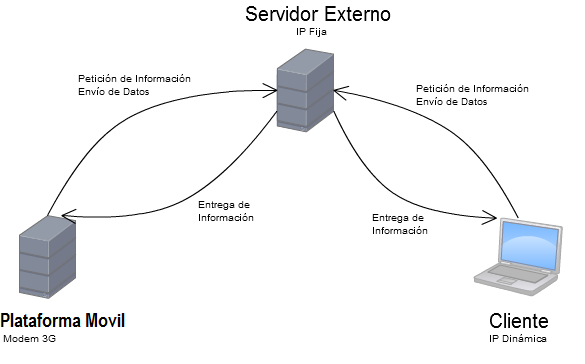 Servidor Externo
IP Fija
Petición de Información
Envío de Datos
Petición de Información
Envío de Datos
Entrega de
Información
Entrega de
Información
Plataforma Movil
Modem 3G
Cliente
IP Dinámica